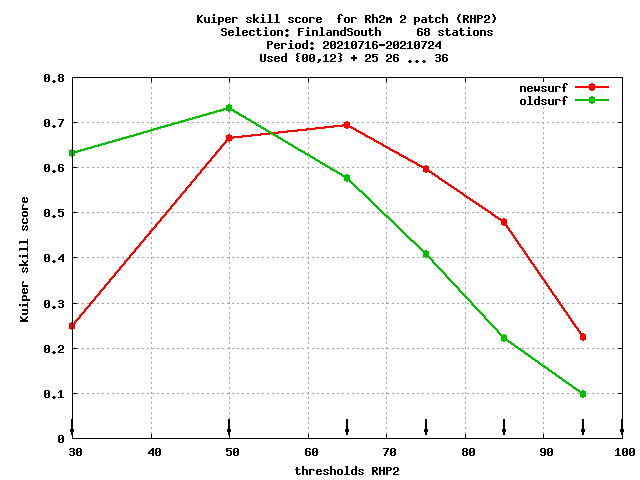 Kuiper skill score  for Rh2m 2 patch (RHP2)
Selection: FinlandSouth     68 stations
Period: 20210716-20210724
Used {00,12} + 25 26 ... 36
newsurf
oldsurf
0.8
0.7
0.6
0.5
0.4
0.3
0.2
0.1
0
Kuiper skill score
30 40 50 60 70 80 90 100
thresholds RHP2